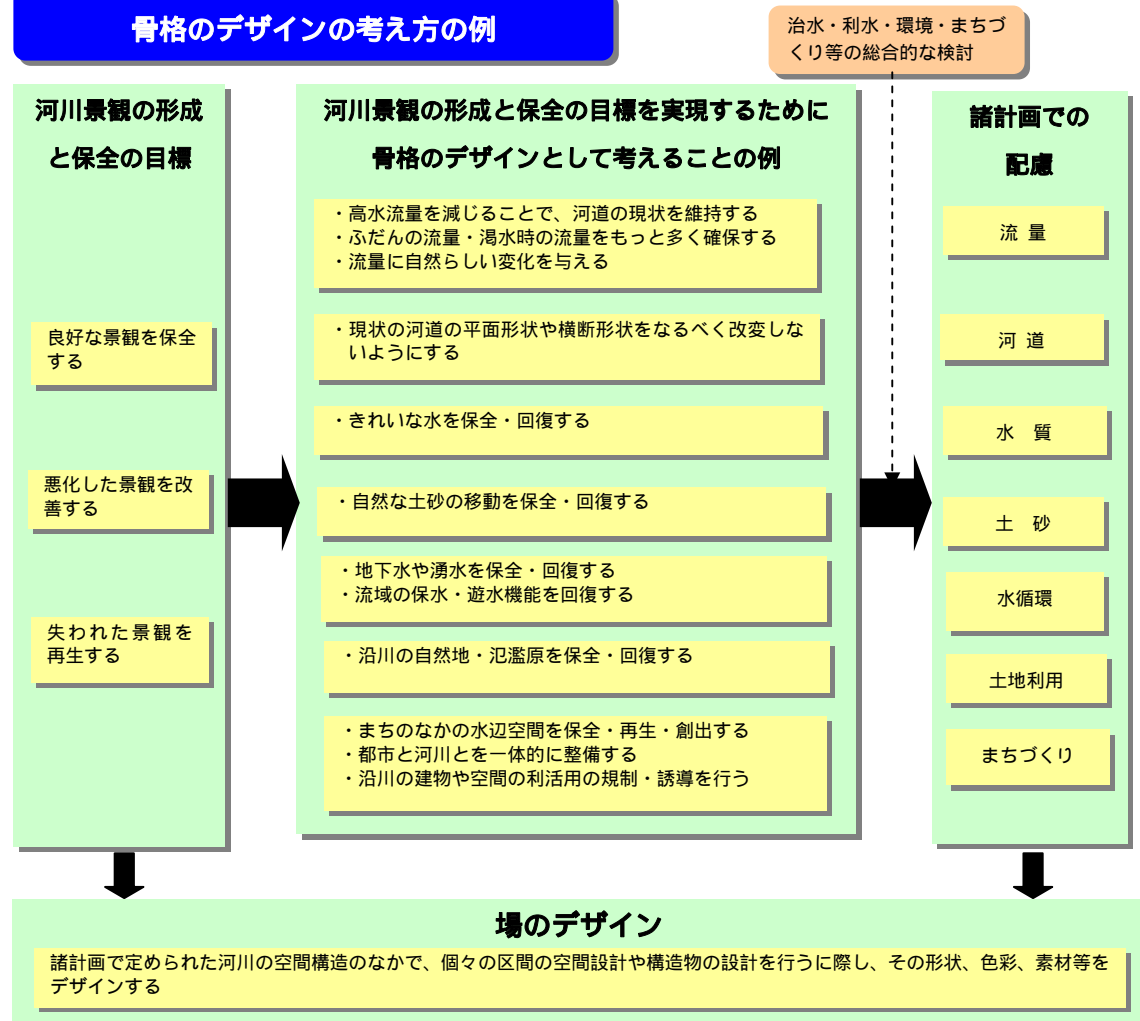 骨格のデザインの考え方の例
治水・利水・環境・まちづ
くり等の総合的な検討
河川景観の形成
と保全の目標
良好な景観を保全
する
悪化した景観を改
善する
失われた景観を
再生する
河川景観の形成と保全の目標を実現するために
骨格のデザインとして考えることの例
・高水流量を減じることで、河道の現状を維持する
・ふだんの流量・渇水時の流量をもっと多く確保する
・流量に自然らしい変化を与える
・現状の河道の平面形状や横断形状をなるべく改変しな
いようにする
・きれいな水を保全・回復する
・自然な土砂の移動を保全・回復する
・地下水や湧水を保全・回復する
・流域の保水・遊水機能を回復する
・沿川の自然地・氾濫原を保全・回復する
・まちのなかの水辺空間を保全・再生・創出する
・都市と河川とを一体的に整備する
・沿川の建物や空間の利活用の規制・誘導を行う
諸計画での
配慮
流 量
河 道
水 質
土 砂
水循環
土地利用
まちづくり
場のデザイン
諸計画で定められた河川の空間構造のなかで、個々の区間の空間設計や構造物の設計を行うに際し、その形状、色彩、素材等を
デザインする